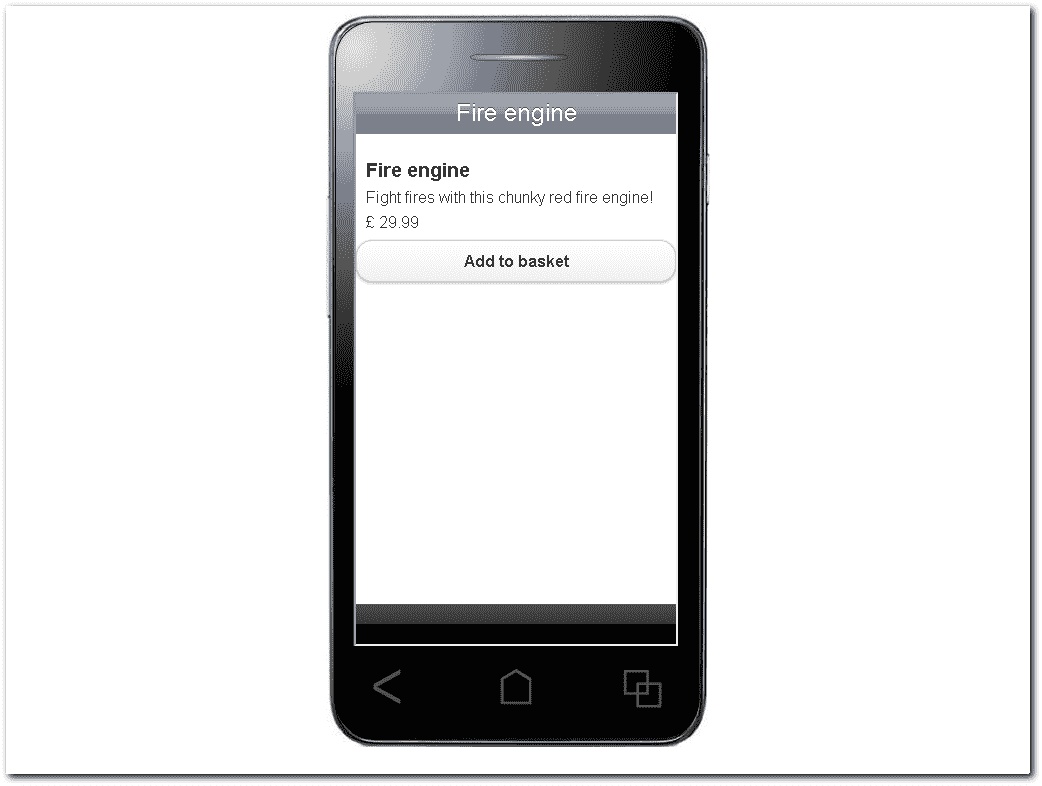 Fire engine
Fire engine
Fight fires with this chunky red fire engine!
£ 29.99
Add to basket